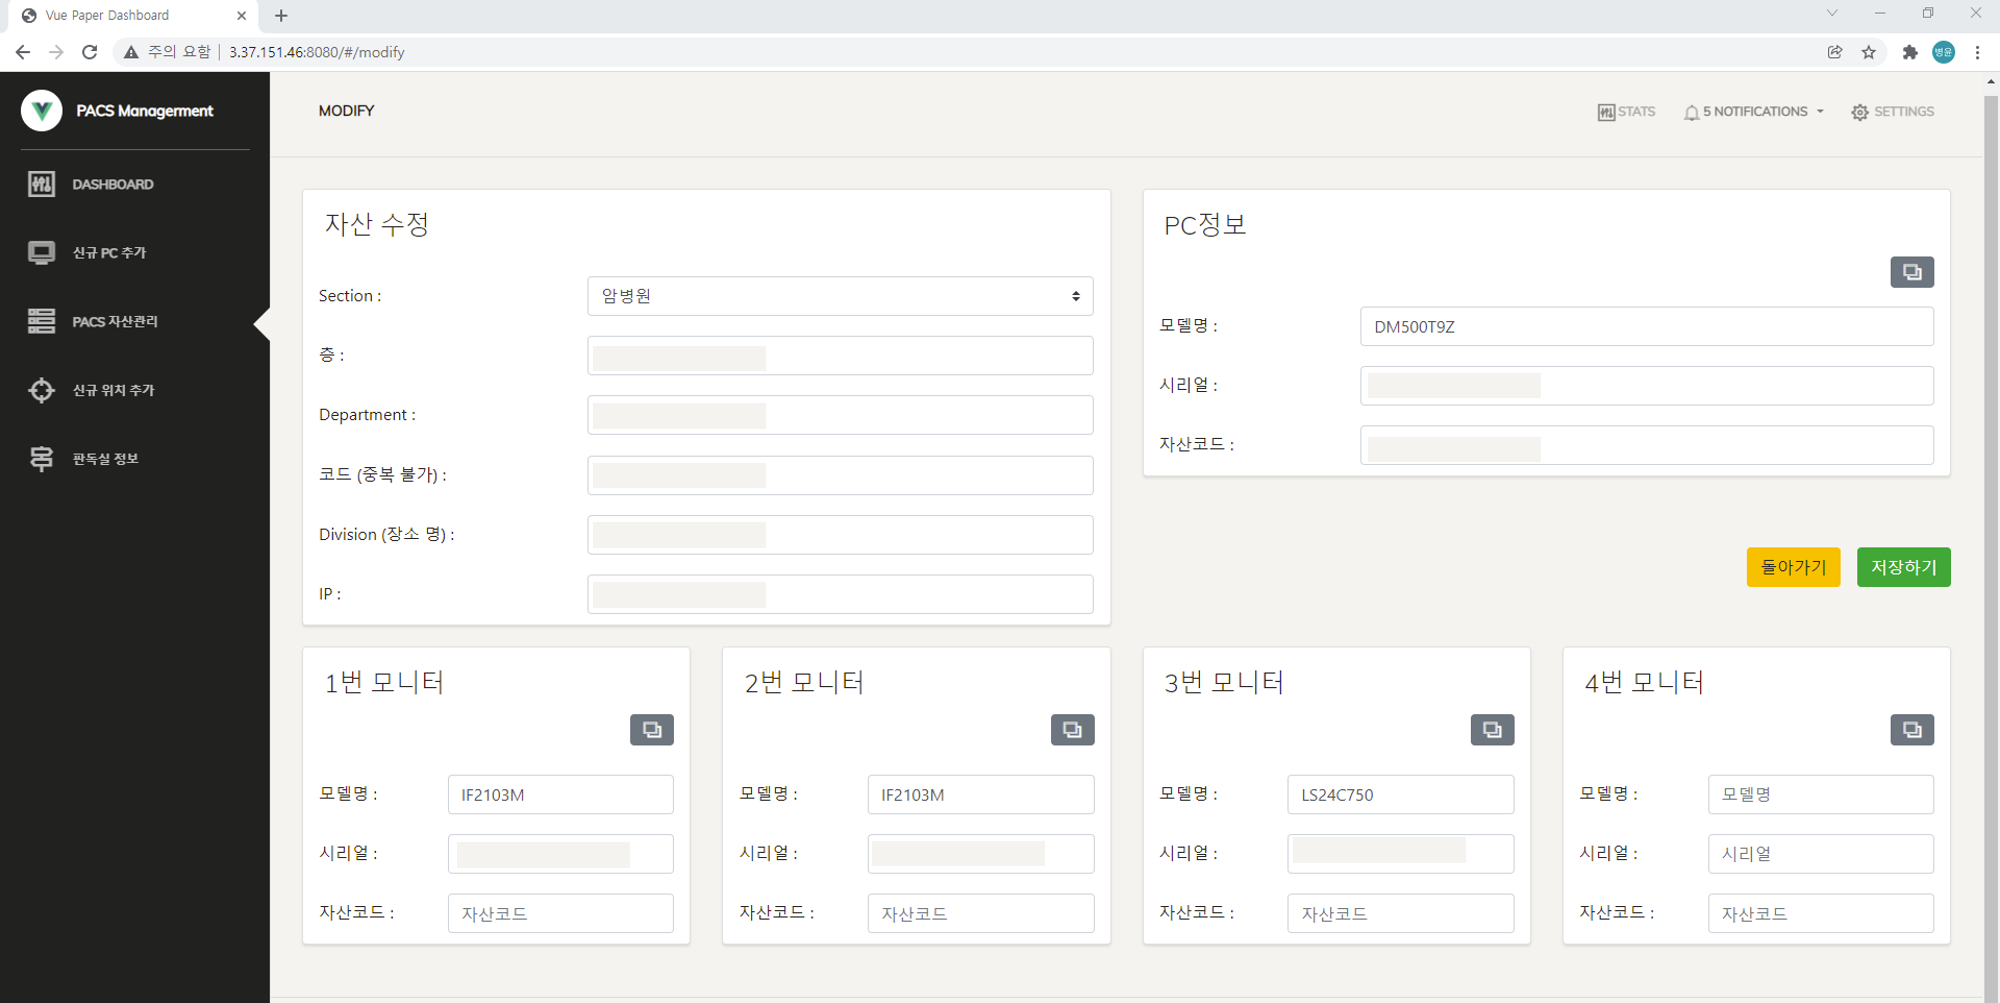 Vue Paper Dashboard
주의 요함
3.37.151.46:8080/#/modify
병윤
PACS Managerment
MODIFY
STATS
5 NOTIFICATIONS
SETTINGS
DASHBOARD
신규 PC 추가
PACS 자산관리
신규 위치 추가
판독실 정보
자산 수정
Section :
암병원
층 :
Department :
코드 (중복 불가) :
Division (장소 명) :
IP :
PC정보
모델명 :
DM500T9Z
시리얼 :
자산코드 :
돌아가기
저장하기
1번 모니터
모델명 :
IF2103M
시리얼 :
자산코드 :
자산코드
2번 모니터
모델명 :
IF2103M
시리얼 :
자산코드 :
자산코드
3번 모니터
모델명 :
LS24C750
시리얼 :
자산코드 :
자산코드
4번 모니터
모델명 :
모델명
시리얼 :
시리얼
자산코드 :
자산코드